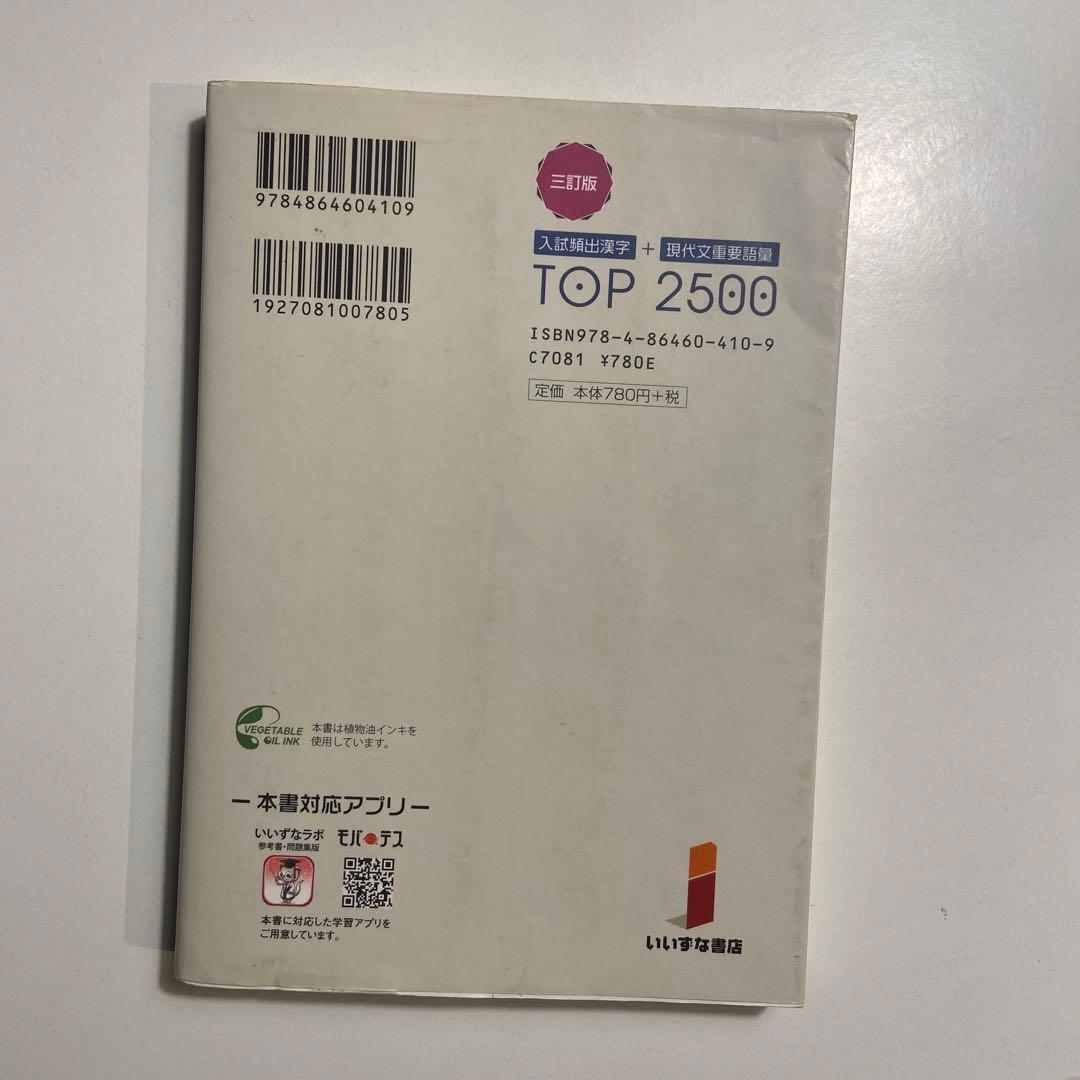 9784864604109
1927081007805
三訂版
入試頻出漢字 + 現代文重要語彙
TOP 2500
ISBN978-4-86460-410-9
C7081 ¥780E
定価 本体780円+税
VEGETABLE
OIL INK
本書は植物油インキを
使用しています。
ー 本書対応アプリ ー
いいずなラボ
参考書・問題集版
モバテス
本書に対応した学習アプリを
ご用意しています。
いいずな書店